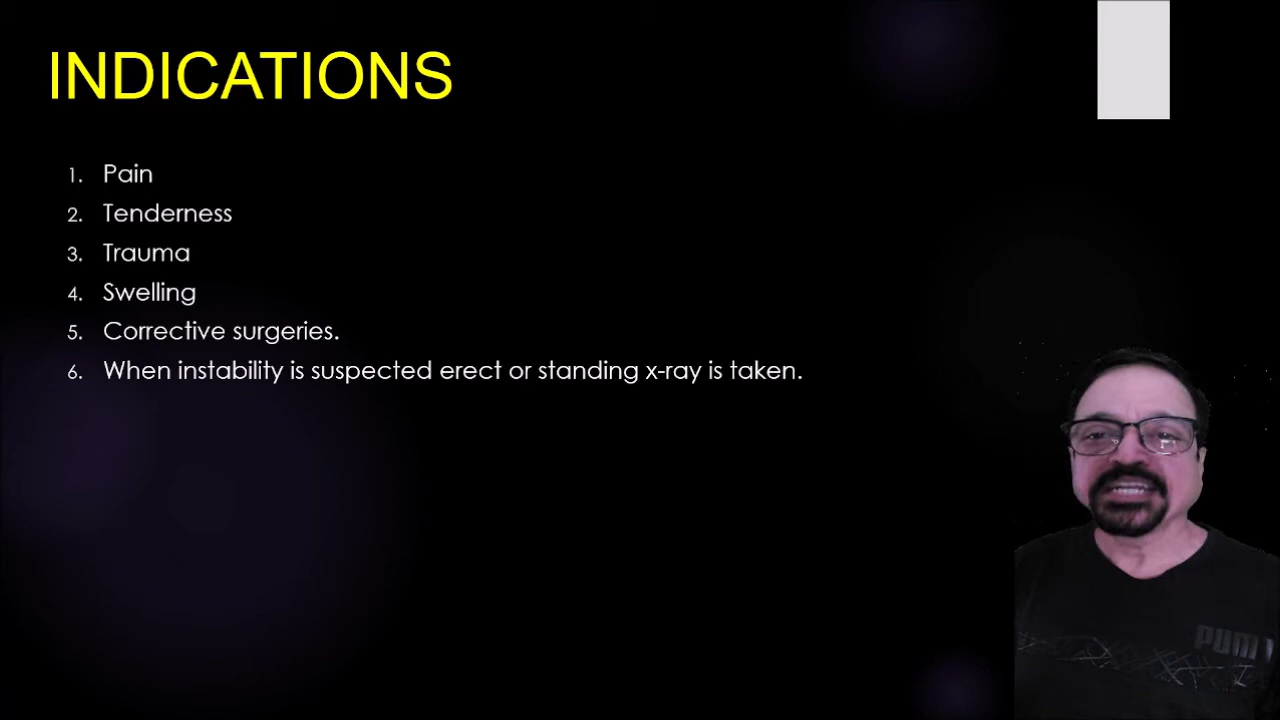 INDICATIONS
1. Pain
2. Tenderness
3. Trauma
4. Swelling
5. Corrective surgeries.
6. When instability is suspected erect or standing x-ray is taken.